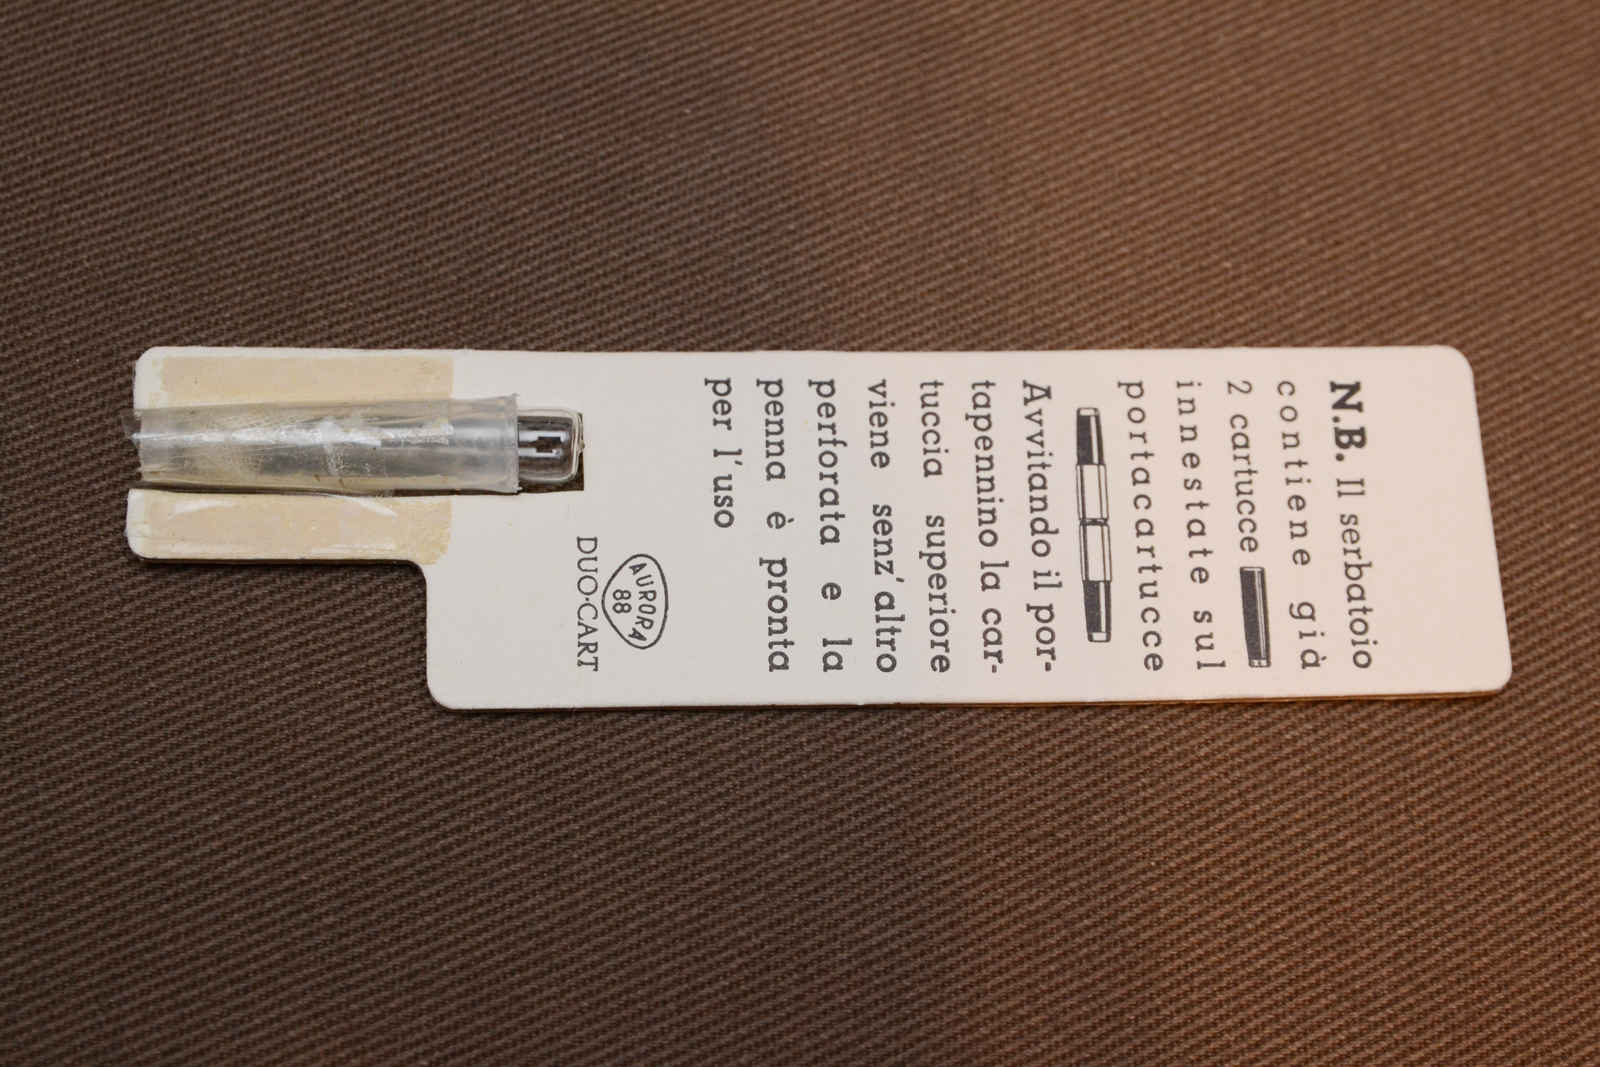 N.B. Il serbatoio
contiene già
2 cartucce
innestate sul
portacartucce
Avvitando il por-
tapennino la car-
tuccia superiore
viene senz'altro
perforata e la
penna è pronta
per l'uso
AURORA
88
DUO·CART